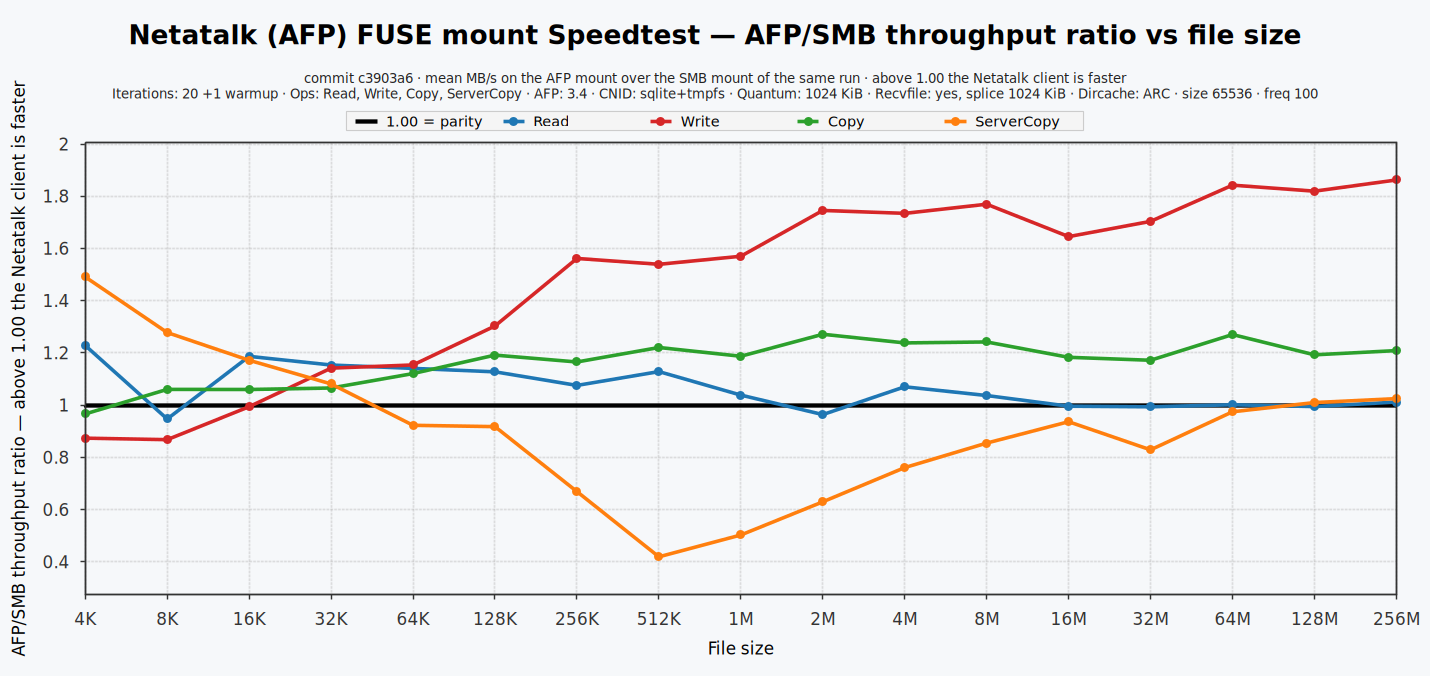 Netatalk (AFP) FUSE mount Speedtest — AFP/SMB throughput ratio vs file size
commit c3903a6 · mean MB/s on the AFP mount over the SMB mount of the same run · above 1.00 the Netatalk client is faster
Iterations: 20 +1 warmup · Ops: Read, Write, Copy, ServerCopy · AFP: 3.4 · CNID: sqlite+tmpfs · Quantum: 1024 KiB · Recvfile: yes, splice 1024 KiB · Dircache: ARC · size 65536 · freq 100
1.00 = parity Read Write Copy ServerCopy
AFP/SMB throughput ratio — above 1.00 the Netatalk client is faster
2
1.8
1.6
1.4
1.2
1
0.8
0.6
0.4
4K 8K 16K 32K 64K 128K 256K 512K 1M 2M 4M 8M 16M 32M 64M 128M 256M
File size